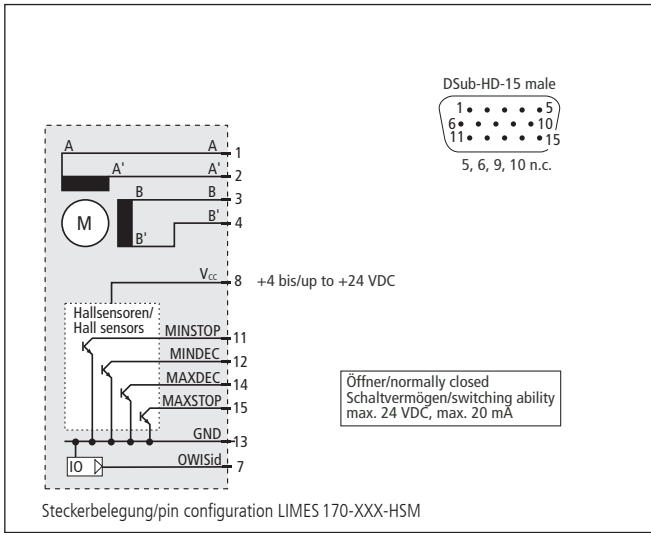 DSub-HD-15 male
1 5
6 10
11 15
5, 6, 9, 10 n.c.
A A 1
A' A' 2
B B 3
B' B' 4
M
V_CC 8 +4 bis/up to +24 VDC
Hallsensoren/
Hall sensors
MINSTOP 11
MINDEC 12
MAXDEC 14
MAXSTOP 15
GND 13
IO OWISid 7
Öffner/normally closed
Schaltvermögen/switching ability
max. 24 VDC, max. 20 mA
Steckerbelegung/pin configuration LIMES 170-XXX-HSM